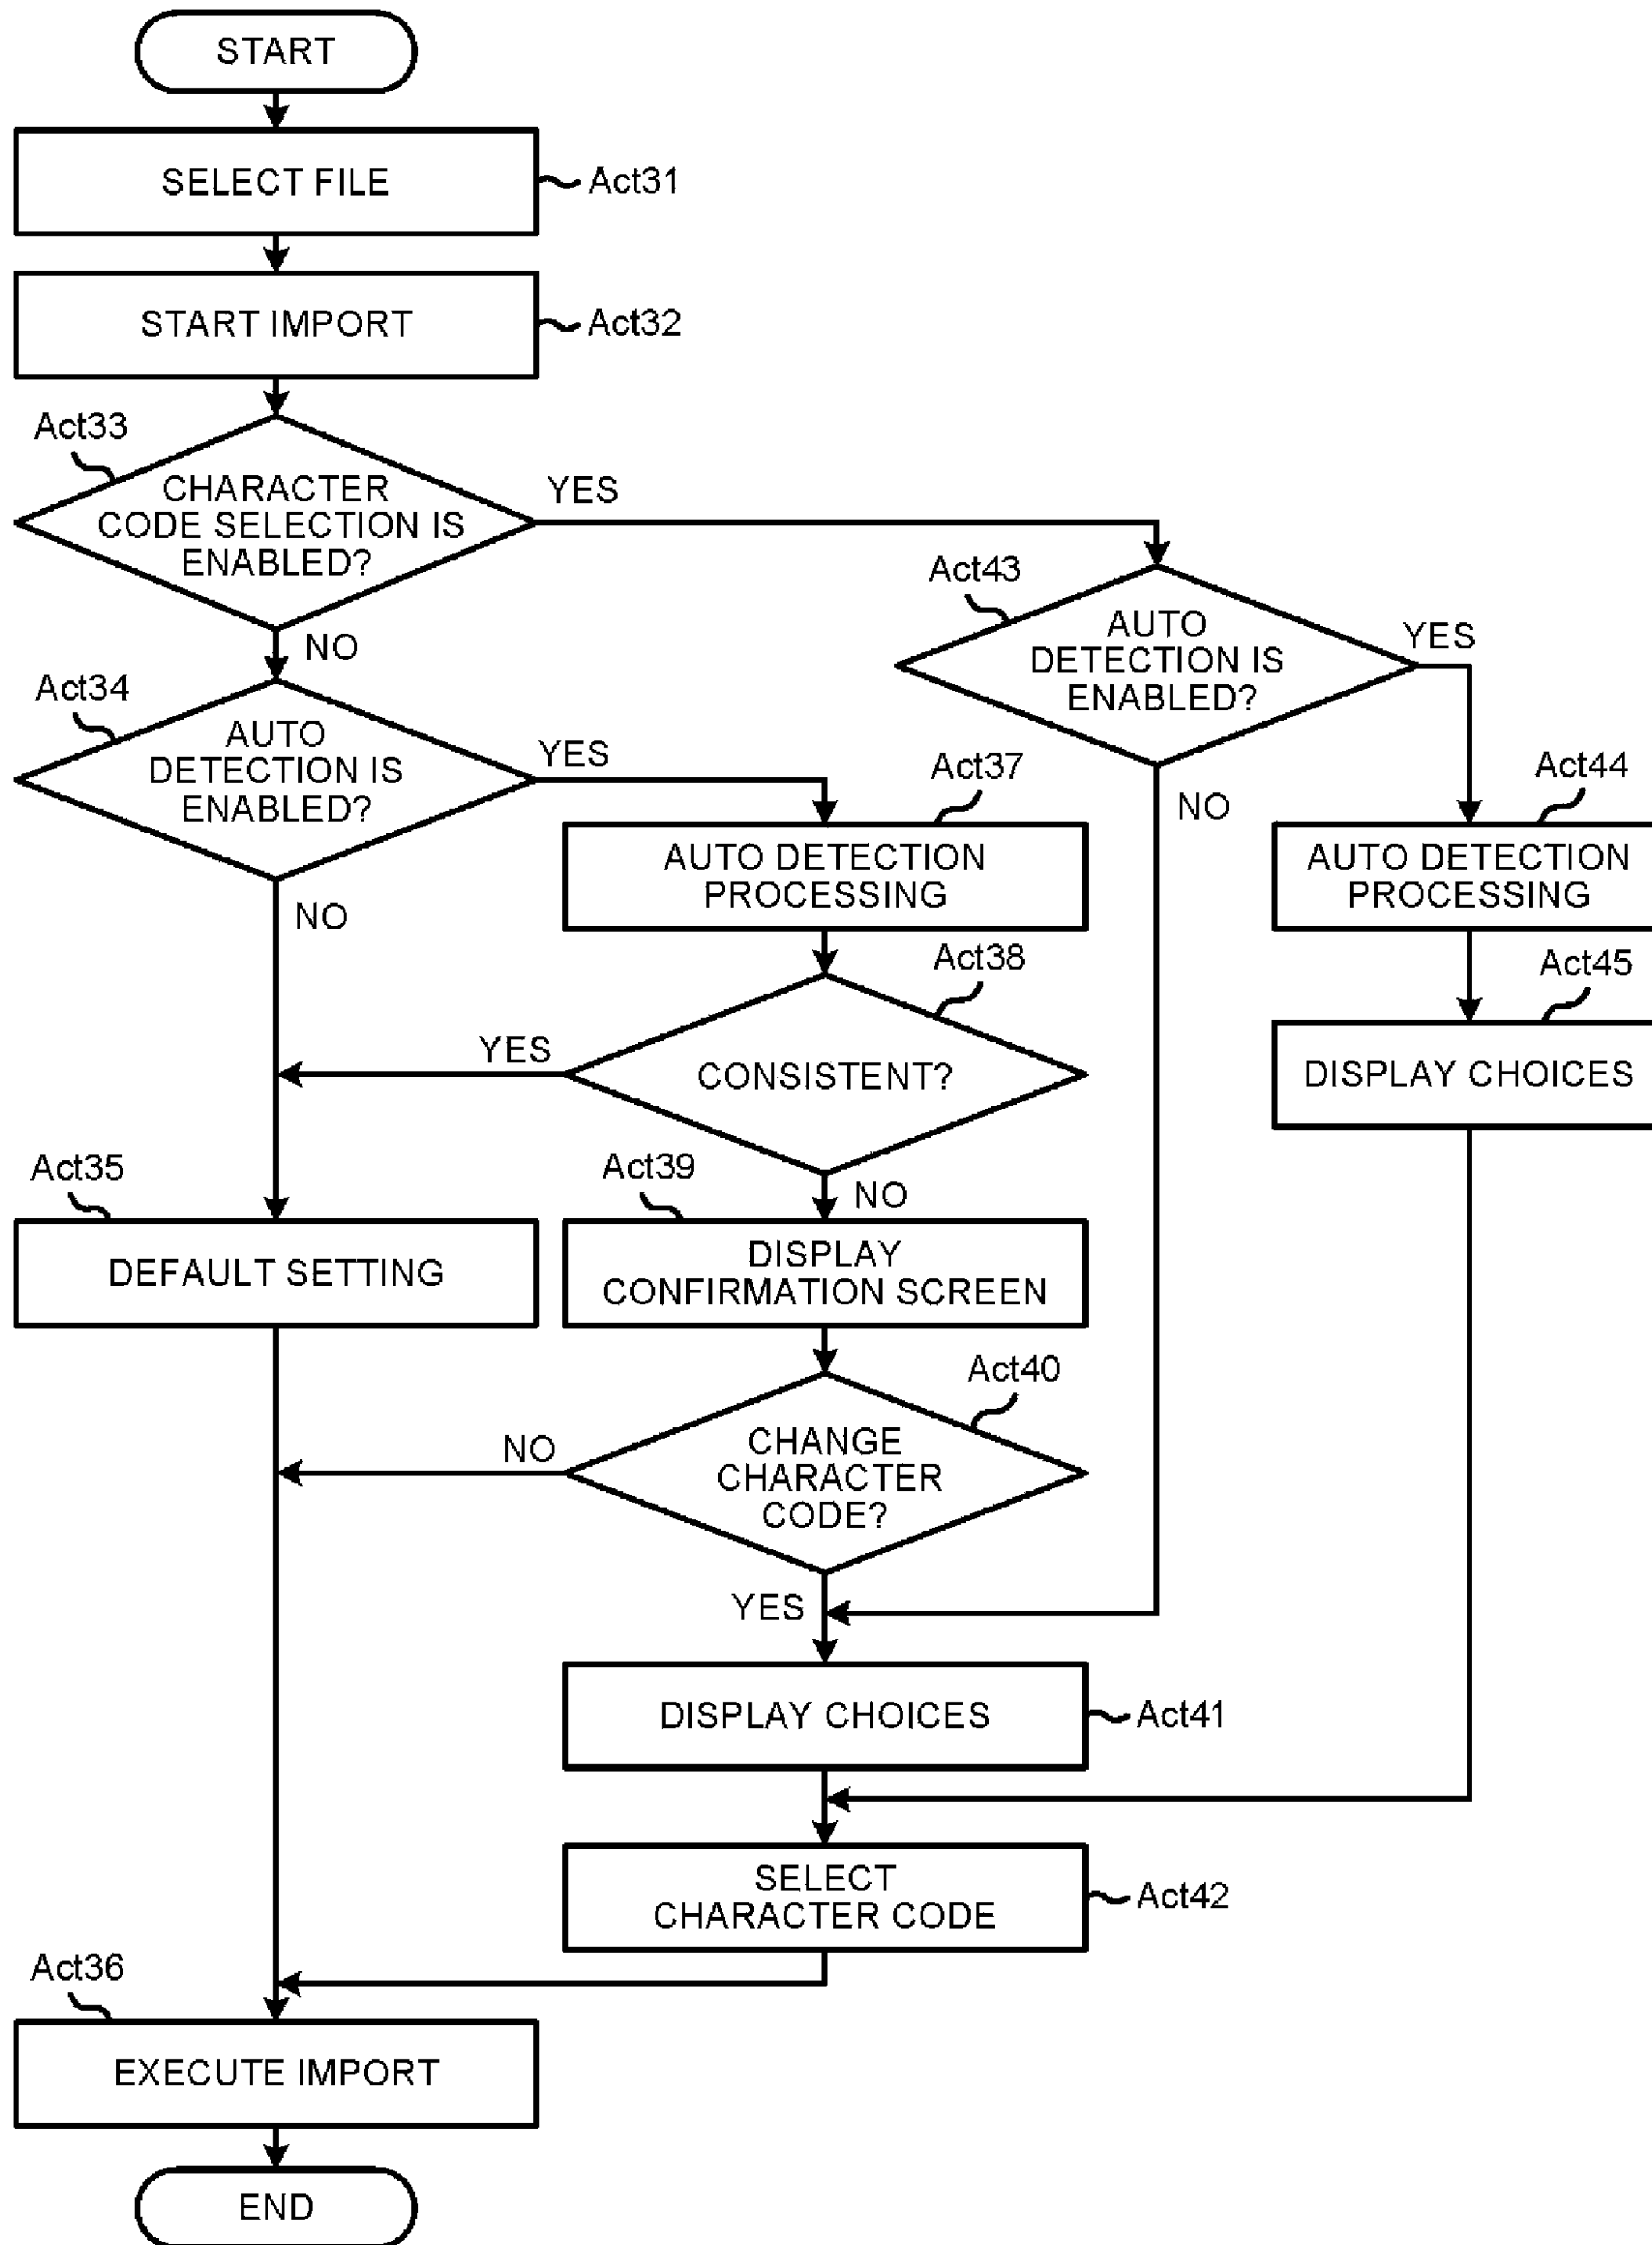 START
SELECT FILE
Act31
START IMPORT
Act32
Act33
CHARACTER
CODE SELECTION IS
ENABLED?
YES
NO
Act43
AUTO
DETECTION IS
ENABLED?
YES
NO
Act34
AUTO
DETECTION IS
ENABLED?
YES
NO
Act37
AUTO DETECTION
PROCESSING
Act44
AUTO DETECTION
PROCESSING
Act38
CONSISTENT?
YES
NO
Act45
DISPLAY CHOICES
Act35
DEFAULT SETTING
Act39
DISPLAY
CONFIRMATION SCREEN
Act40
CHANGE
CHARACTER
CODE?
NO
YES
DISPLAY CHOICES
Act41
SELECT
CHARACTER CODE
Act42
Act36
EXECUTE IMPORT
END